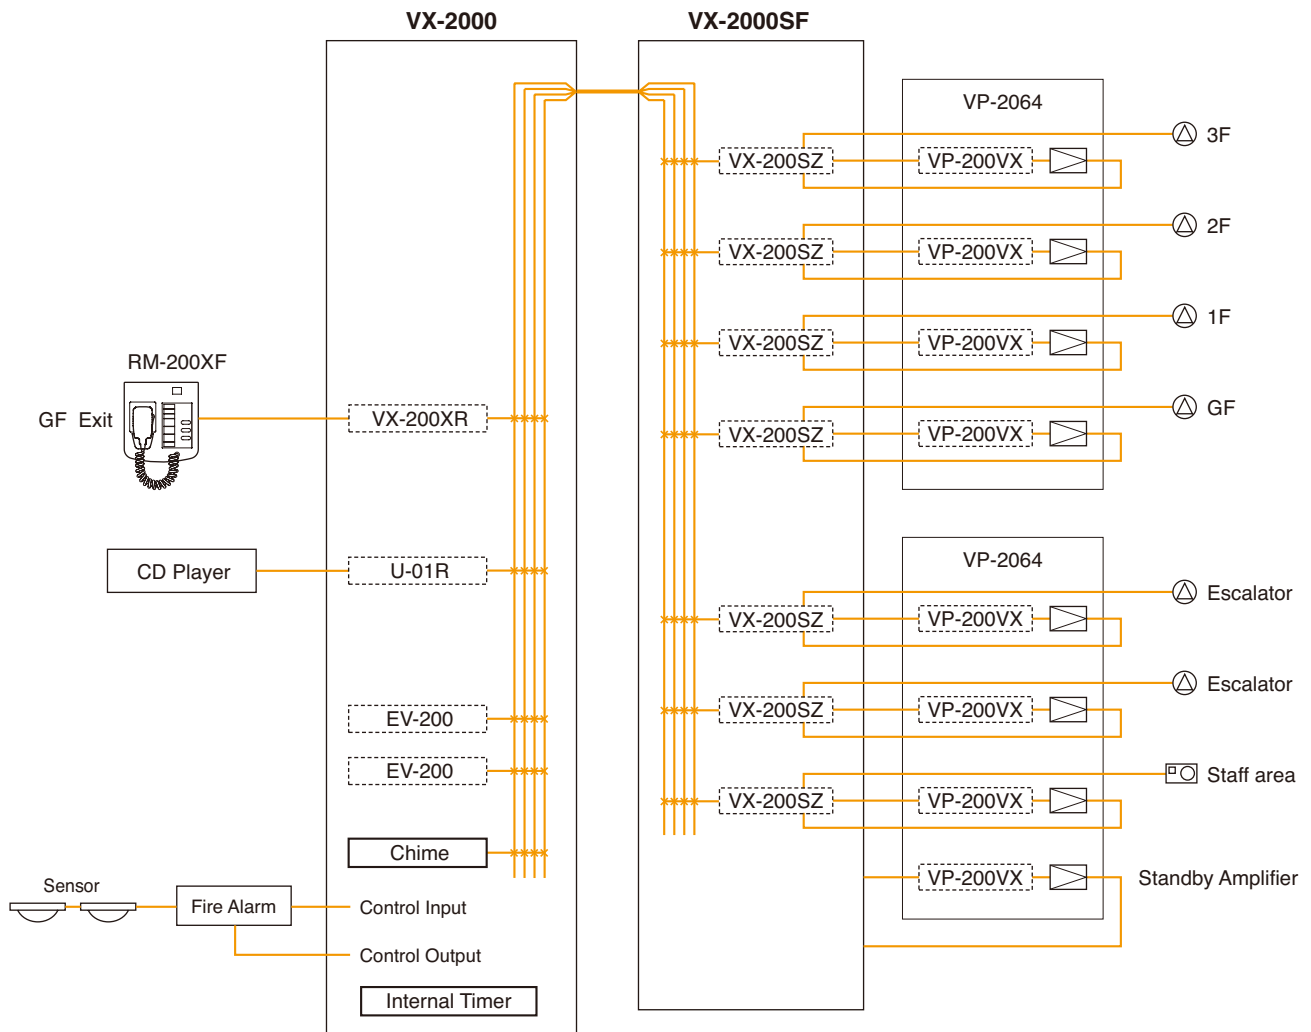 VX-2000
VX-2000SF
VP-2064
3F
VX-200SZ
VP-200VX
2F
VX-200SZ
VP-200VX
1F
VX-200SZ
VP-200VX
RM-200XF
GF Exit
VX-200XR
GF
VX-200SZ
VP-200VX
CD Player
U-01R
VP-2064
Escalator
VX-200SZ
VP-200VX
EV-200
Escalator
VX-200SZ
VP-200VX
EV-200
Staff area
VX-200SZ
VP-200VX
Chime
VP-200VX
Standby Amplifier
Sensor
Fire Alarm
Control Input
Control Output
Internal Timer